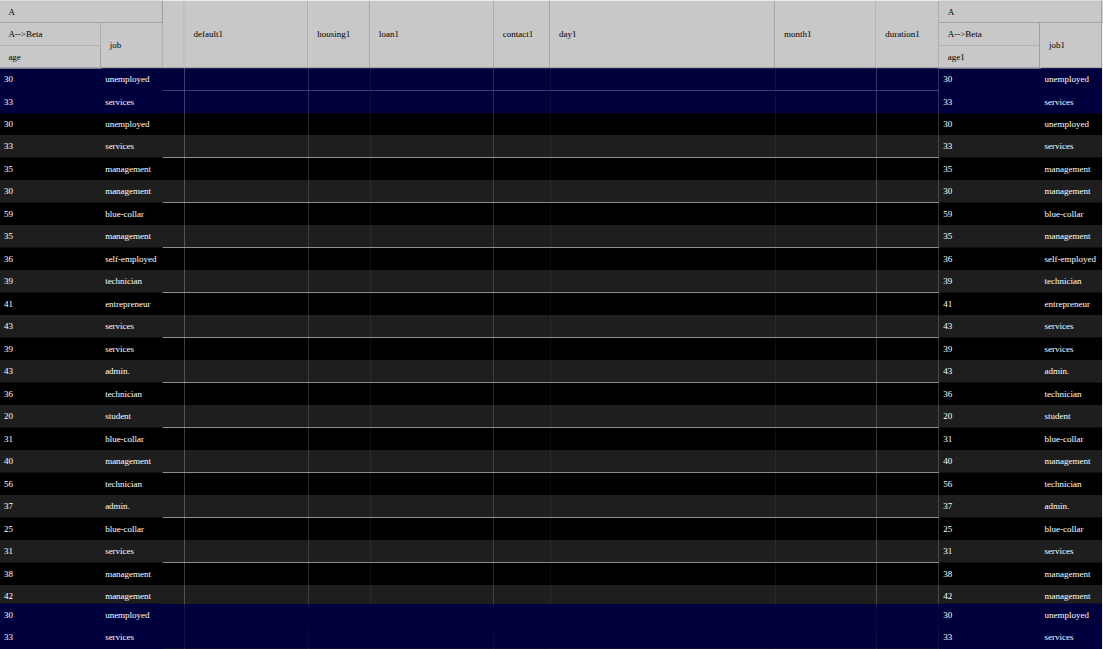 A A
A-->Beta job default1 housing1 loan1 contact1 day1 month1 duration1 A-->Beta job1
age age1
30 unemployed 30 unemployed
33 services 33 services
30 unemployed 30 unemployed
33 services 33 services
35 management 35 management
30 management 30 management
59 blue-collar 59 blue-collar
35 management 35 management
36 self-employed 36 self-employed
39 technician 39 technician
41 entrepreneur 41 entrepreneur
43 services 43 services
39 services 39 services
43 admin. 43 admin.
36 technician 36 technician
20 student 20 student
31 blue-collar 31 blue-collar
40 management 40 management
56 technician 56 technician
37 admin. 37 admin.
25 blue-collar 25 blue-collar
31 services 31 services
38 management 38 management
42 management 42 management
30 unemployed 30 unemployed
33 services 33 services